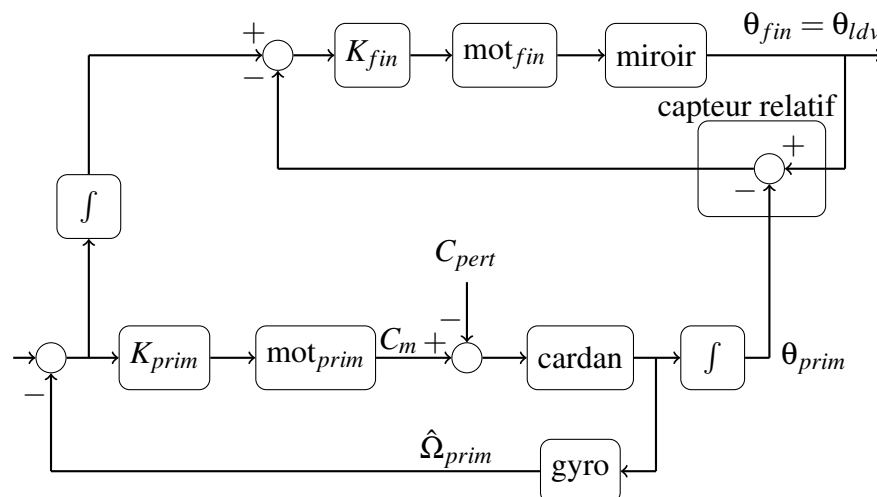 θ_fin = θ_ldv
+
−
K_fin
mot_fin
miroir
capteur relatif
+
−
∫
C_pert
−
K_prim
mot_prim
C_m +
cardan
∫
θ_prim
−
Ω̂_prim
gyro